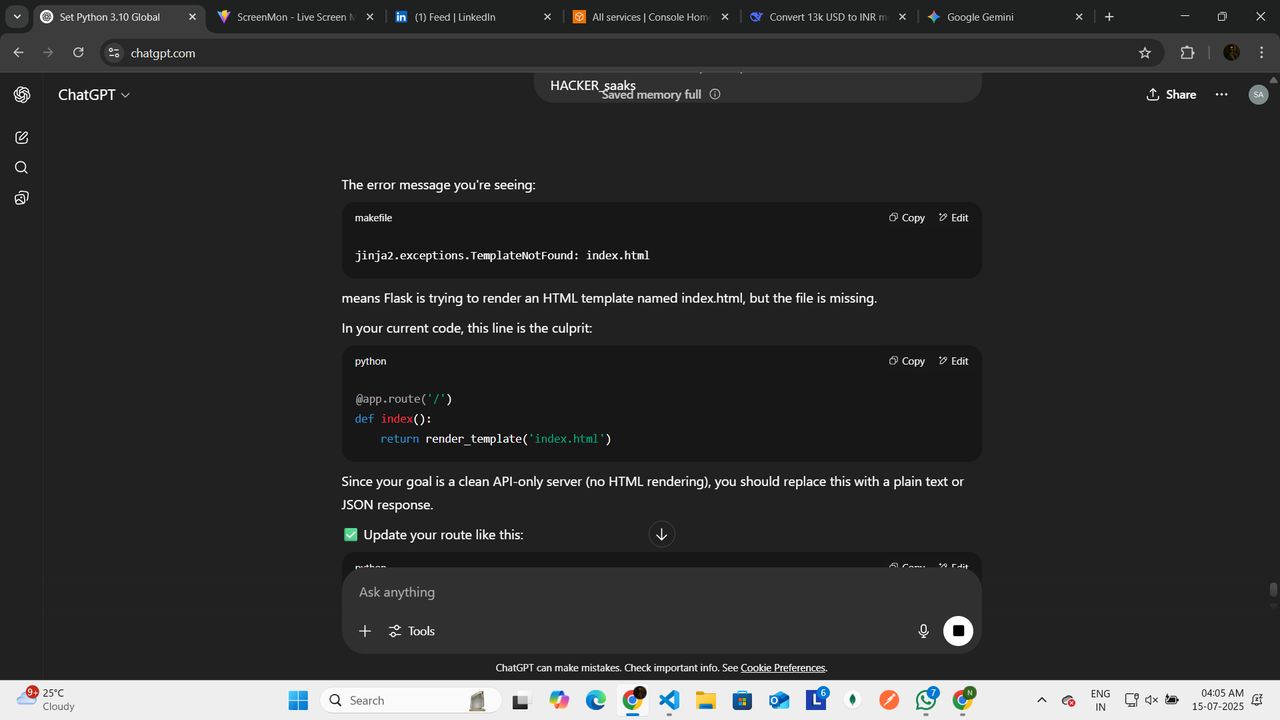 Set Python 3.10 Global
ScreenMon - Live Screen M
(1) Feed | LinkedIn
All services | Console Hom
Convert 13k USD to INR m
Google Gemini
chatgpt.com
ChatGPT
HACKER_saaks
Saved memory full
Share
SA
The error message you're seeing:
makefile
Copy
Edit
jinja2.exceptions.TemplateNotFound: index.html
means Flask is trying to render an HTML template named index.html, but the file is missing.
In your current code, this line is the culprit:
python
Copy
Edit
@app.route('/')
def index():
return render_template('index.html')
Since your goal is a clean API-only server (no HTML rendering), you should replace this with a plain text or
JSON response.
Update your route like this:
python
Copy
Edit
Ask anything
Tools
ChatGPT can make mistakes. Check important info. See Cookie Preferences.
9+
25°C
Cloudy
Search
L
6
7
N
ENG
IN
04:05 AM
15-07-2025